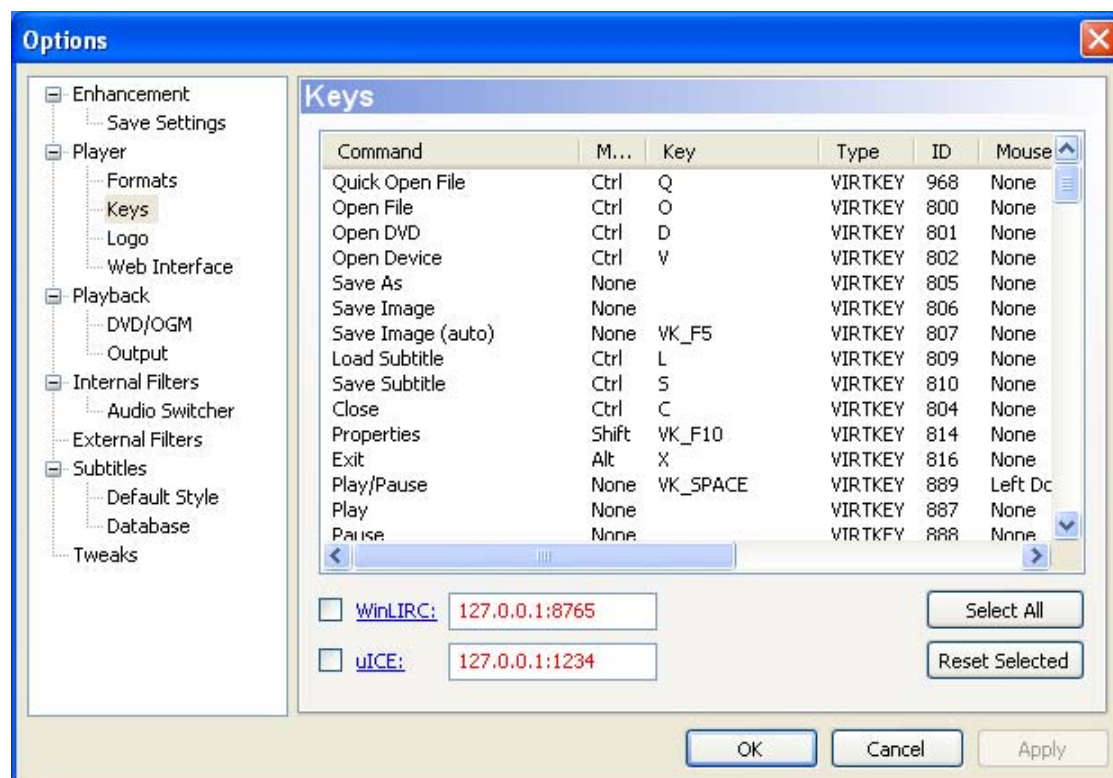 Options
Enhancement
Save Settings
Player
Formats
Keys
Logo
Web Interface
Playback
DVD/OGM
Output
Internal Filters
Audio Switcher
External Filters
Subtitles
Default Style
Database
Tweaks
Keys
Command M... Key Type ID Mouse
Quick Open File Ctrl Q VIRTKEY 968 None
Open File Ctrl O VIRTKEY 800 None
Open DVD Ctrl D VIRTKEY 801 None
Open Device Ctrl V VIRTKEY 802 None
Save As None VIRTKEY 805 None
Save Image None VIRTKEY 806 None
Save Image (auto) None VK_F5 VIRTKEY 807 None
Load Subtitle Ctrl L VIRTKEY 809 None
Save Subtitle Ctrl S VIRTKEY 810 None
Close Ctrl C VIRTKEY 804 None
Properties Shift VK_F10 VIRTKEY 814 None
Exit Alt X VIRTKEY 816 None
Play/Pause None VK_SPACE VIRTKEY 889 Left Do
Play None VIRTKEY 887 None
Pause None VIRTKEY 888 None
WinLIRC: 127.0.0.1:8765 Select All
uICE: 127.0.0.1:1234 Reset Selected
OK Cancel Apply